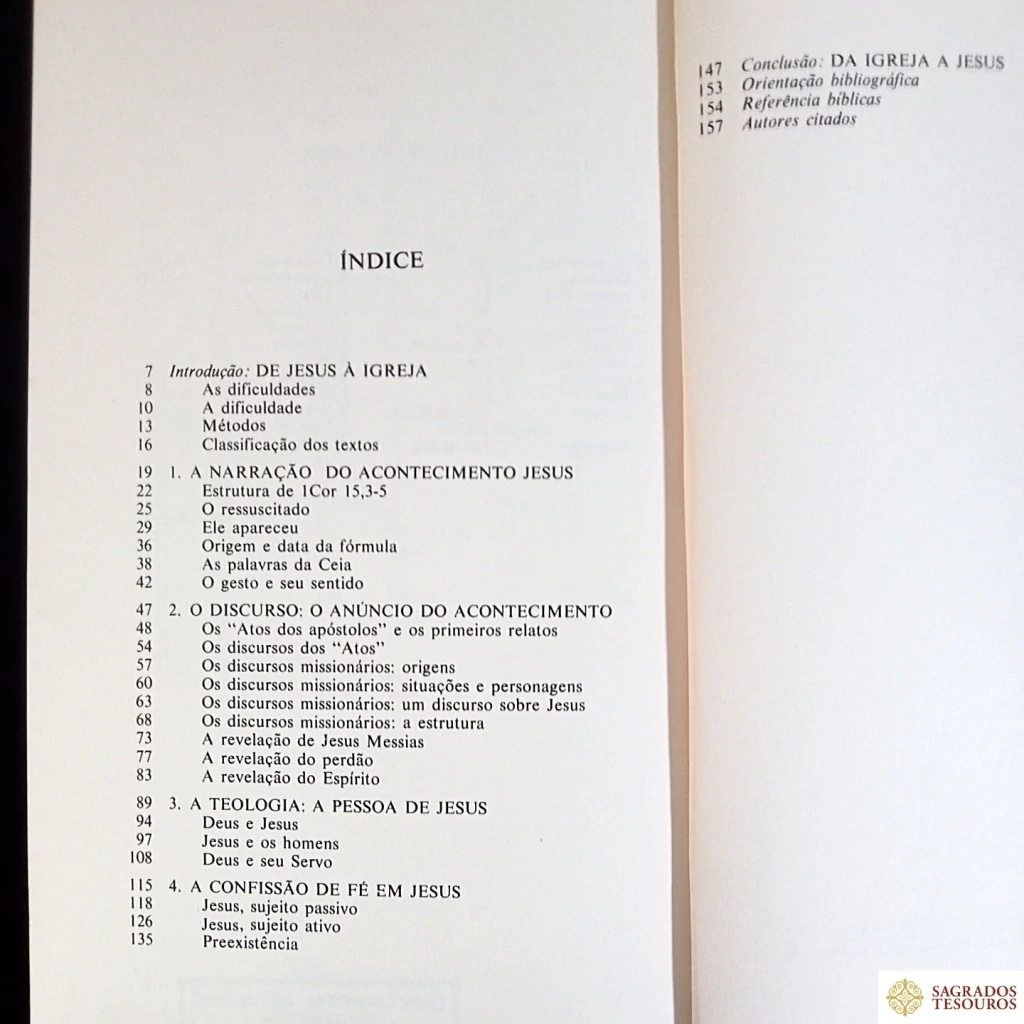 ÍNDICE
7 Introdução: DE JESUS À IGREJA
8 As dificuldades
10 A dificuldade
13 Métodos
16 Classificação dos textos
19 1. A NARRAÇÃO DO ACONTECIMENTO JESUS
22 Estrutura de 1Cor 15,3-5
25 O ressuscitado
29 Ele apareceu
36 Origem e data da fórmula
38 As palavras da Ceia
42 O gesto e seu sentido
47 2. O DISCURSO: O ANÚNCIO DO ACONTECIMENTO
48 Os “Atos dos apóstolos” e os primeiros relatos
54 Os discursos dos “Atos”
57 Os discursos missionários: origens
60 Os discursos missionários: situações e personagens
63 Os discursos missionários: um discurso sobre Jesus
68 Os discursos missionários: a estrutura
73 A revelação de Jesus Messias
77 A revelação do perdão
83 A revelação do Espírito
89 3. A TEOLOGIA: A PESSOA DE JESUS
94 Deus e Jesus
97 Jesus e os homens
108 Deus e seu Servo
115 4. A CONFISSÃO DE FÉ EM JESUS
118 Jesus, sujeito passivo
126 Jesus, sujeito ativo
135 Preexistência
147 Conclusão: DA IGREJA A JESUS
153 Orientação bibliográfica
154 Referência bíblicas
157 Autores citados
SAGRADOS
TESOUROS